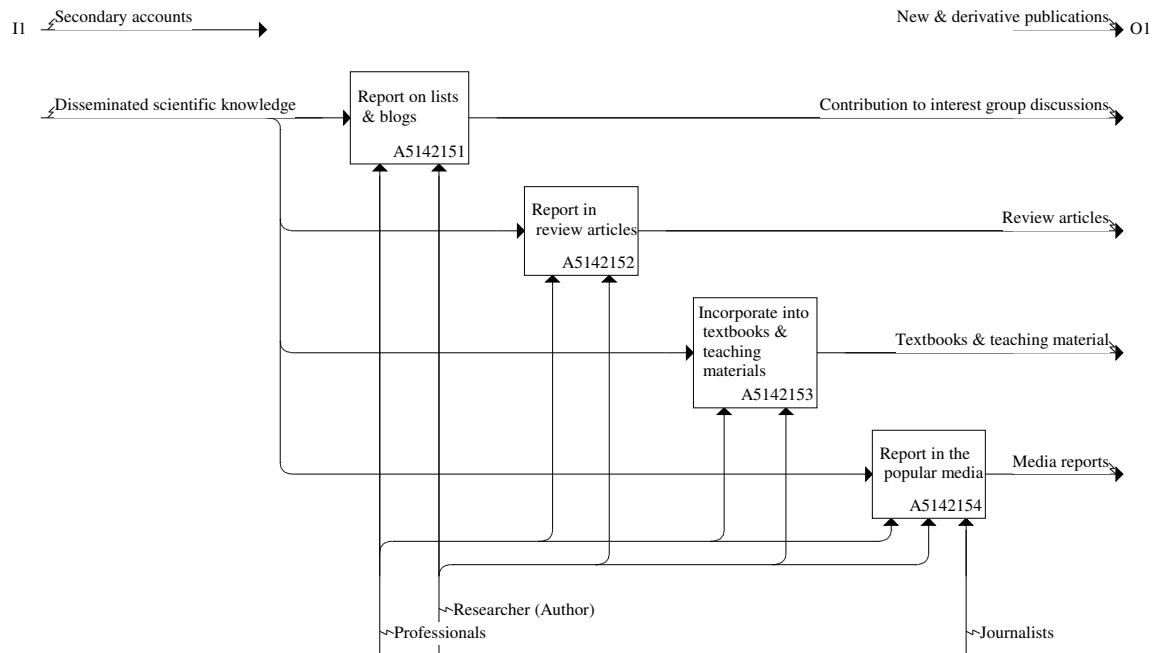 Secondary accounts
New & derivative publications
I1
O1
Disseminated scientific knowledge
Report on lists
& blogs
A5142151
Contribution to interest group discussions
Report in
review articles
A5142152
Review articles
Incorporate into
textbooks &
teaching
materials
A5142153
Textbooks & teaching material
Report in the
popular media
A5142154
Media reports
Researcher (Author)
Professionals
Journalists